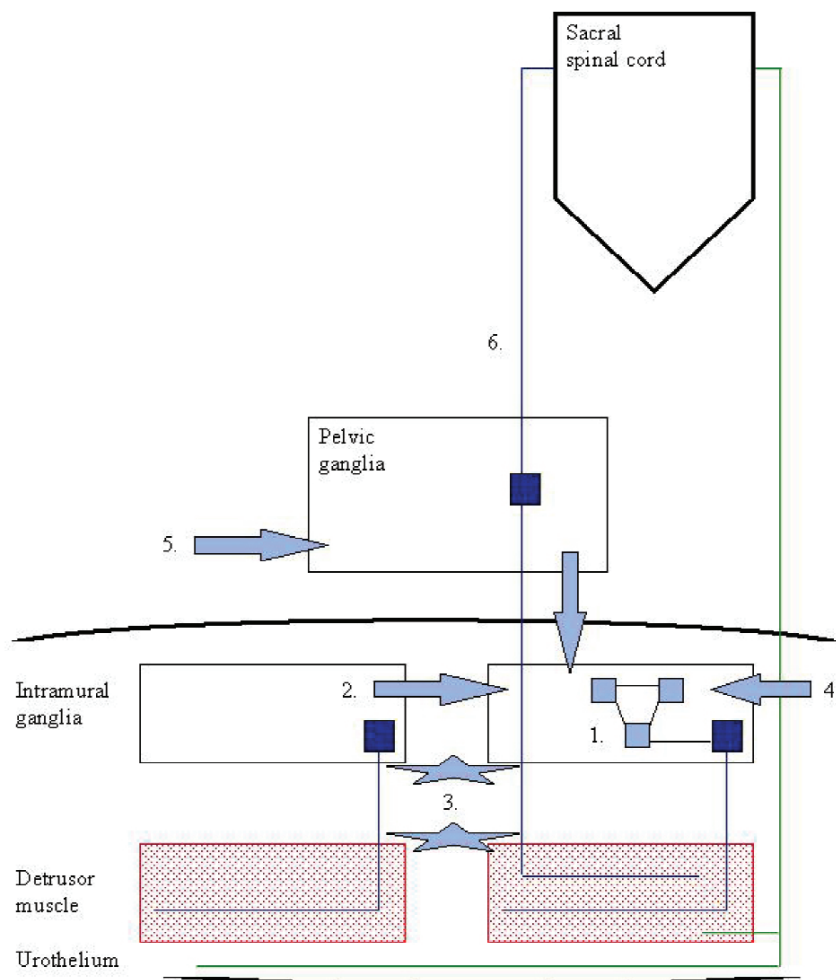 Sacral
spinal cord
6.
Pelvic
ganglia
5.
Intramural
ganglia
2.
4
1.
3.
Detrusor
muscle
Urothelium